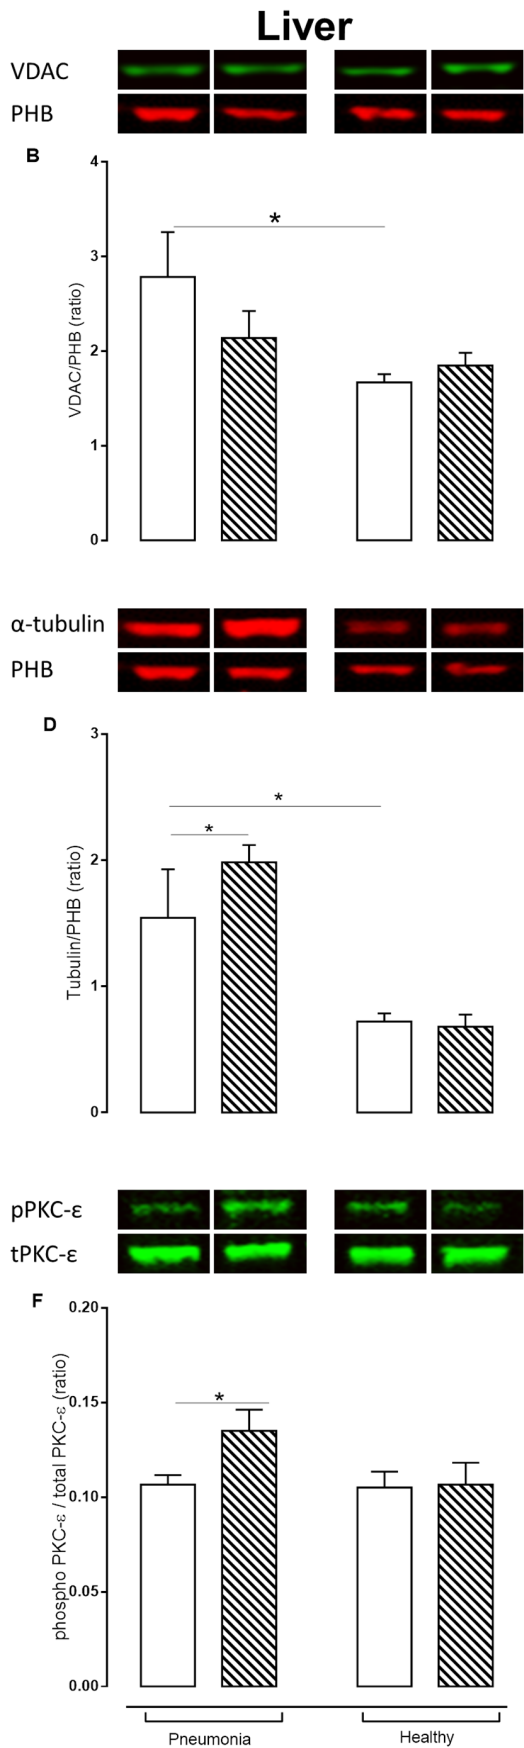 Liver
VDAC
PHB
B
4
*
3
VDAC/PHB (ratio)
2
1
0
α-tubulin
PHB
D
3
*
*
2
Tubulin/PHB (ratio)
1
0
pPKC-ε
tPKC-ε
F
0.20
*
0.15
phospho PKC-ε / total PKC-ε (ratio)
0.10
0.05
0.00
Pneumonia Healthy